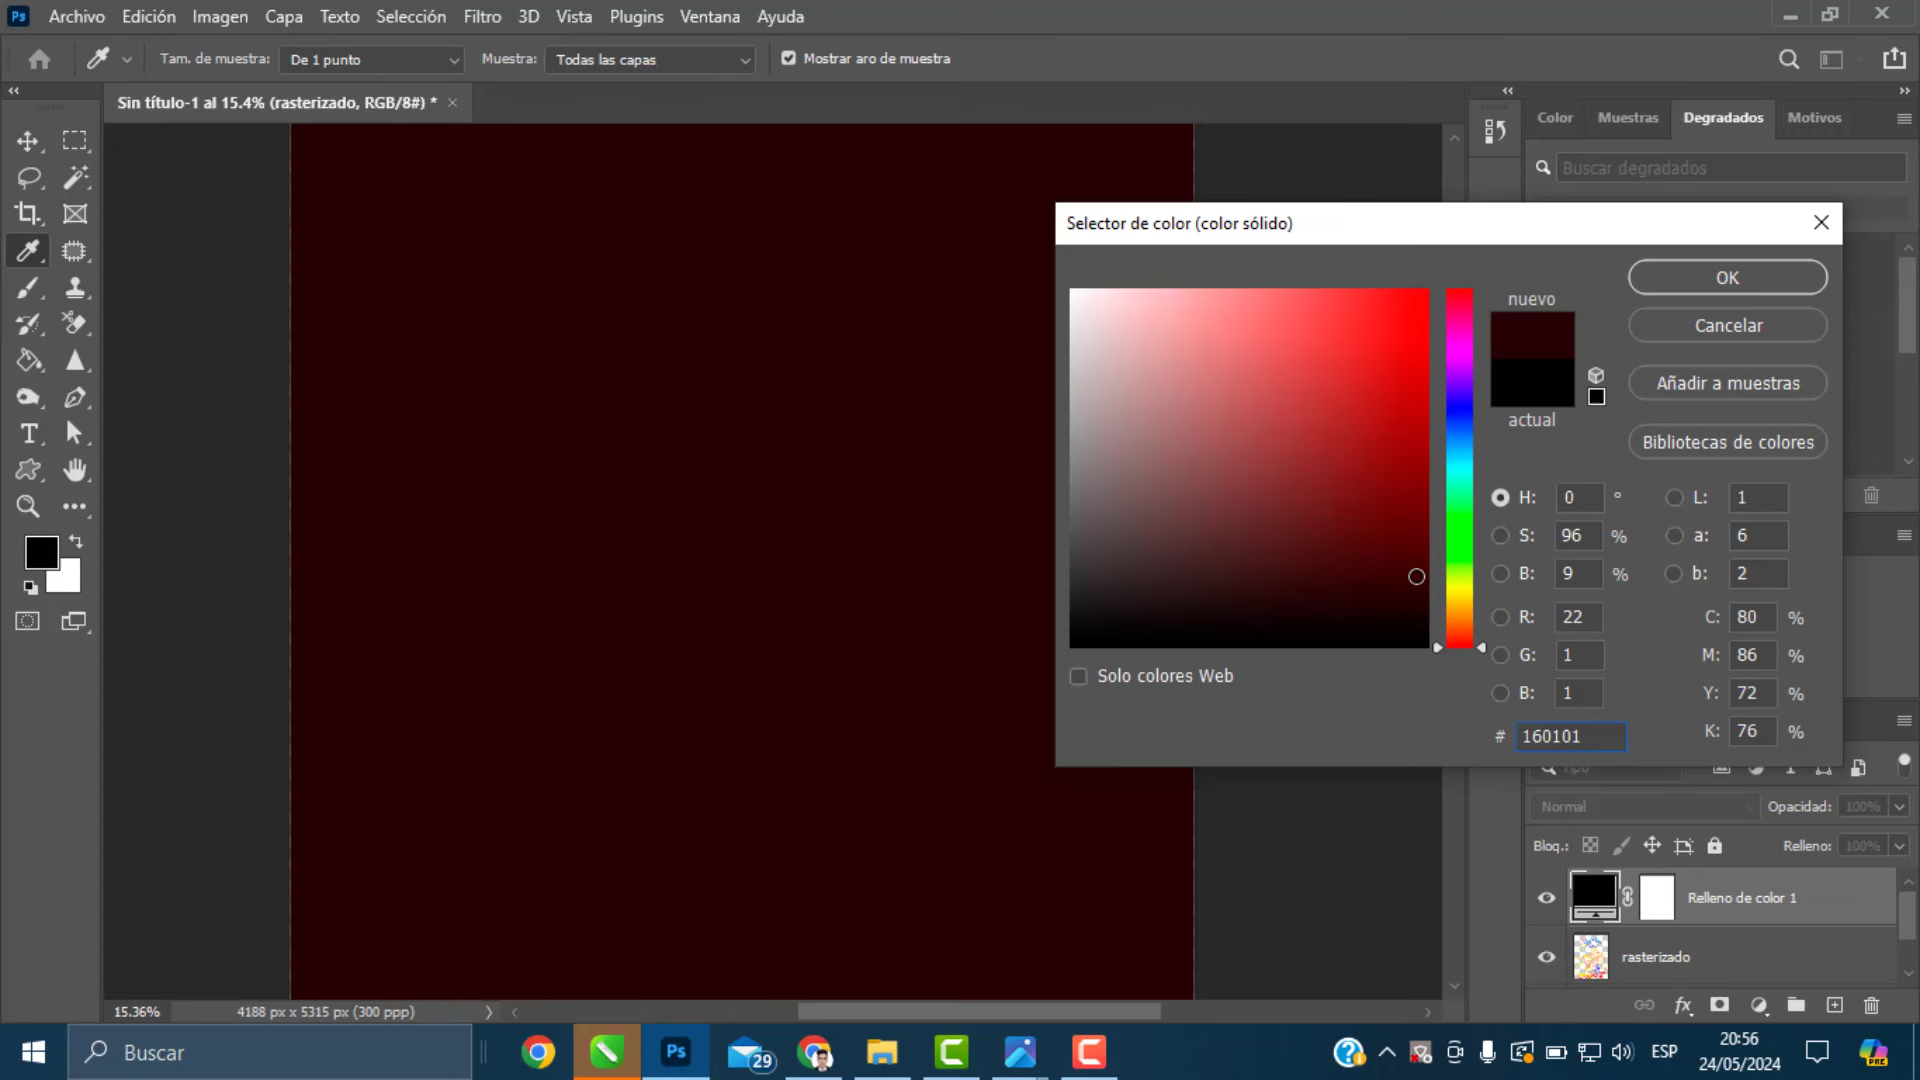 Ps Archivo Edición Imagen Capa Texto Selección Filtro 3D Vista Plugins Ventana Ayuda
Tam. de muestra: De 1 punto Muestra: Todas las capas Mostrar aro de muestra
Sin título-1 al 15.4% (rasterizado, RGB/8#) *
Color Muestras Degradados Motivos
Buscar degradados
Selector de color (color sólido)
OK
nuevo
Cancelar
Añadir a muestras
actual
Bibliotecas de colores
H: 0 ° L: 1
S: 96 % a: 6
B: 9 % b: 2
R: 22 C: 80 %
G: 1 M: 86 %
Solo colores Web
B: 1 Y: 72 %
# 160101 K: 76 %
Tipo
Normal Opacidad: 100%
Bloq.: Relleno: 100%
Relleno de color 1
rasterizado
fx
15.36% 4188 px x 5315 px (300 ppp)
Buscar
Ps
29
ESP
20:56
24/05/2024
PRE